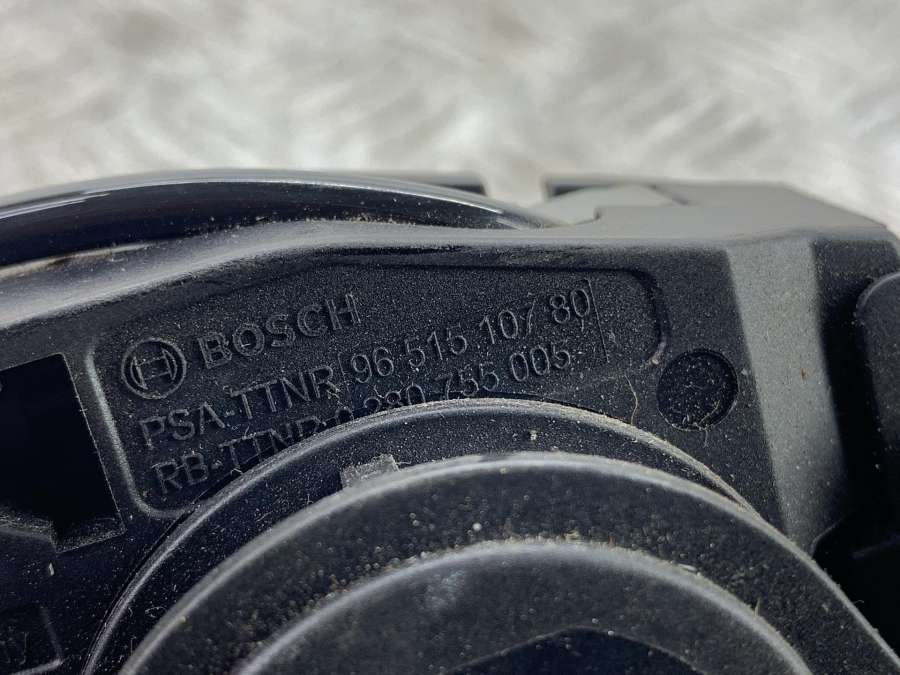 BOSCH
PSA-TTNR 96 515 107 80
RB-TTNR 0 280 755 005